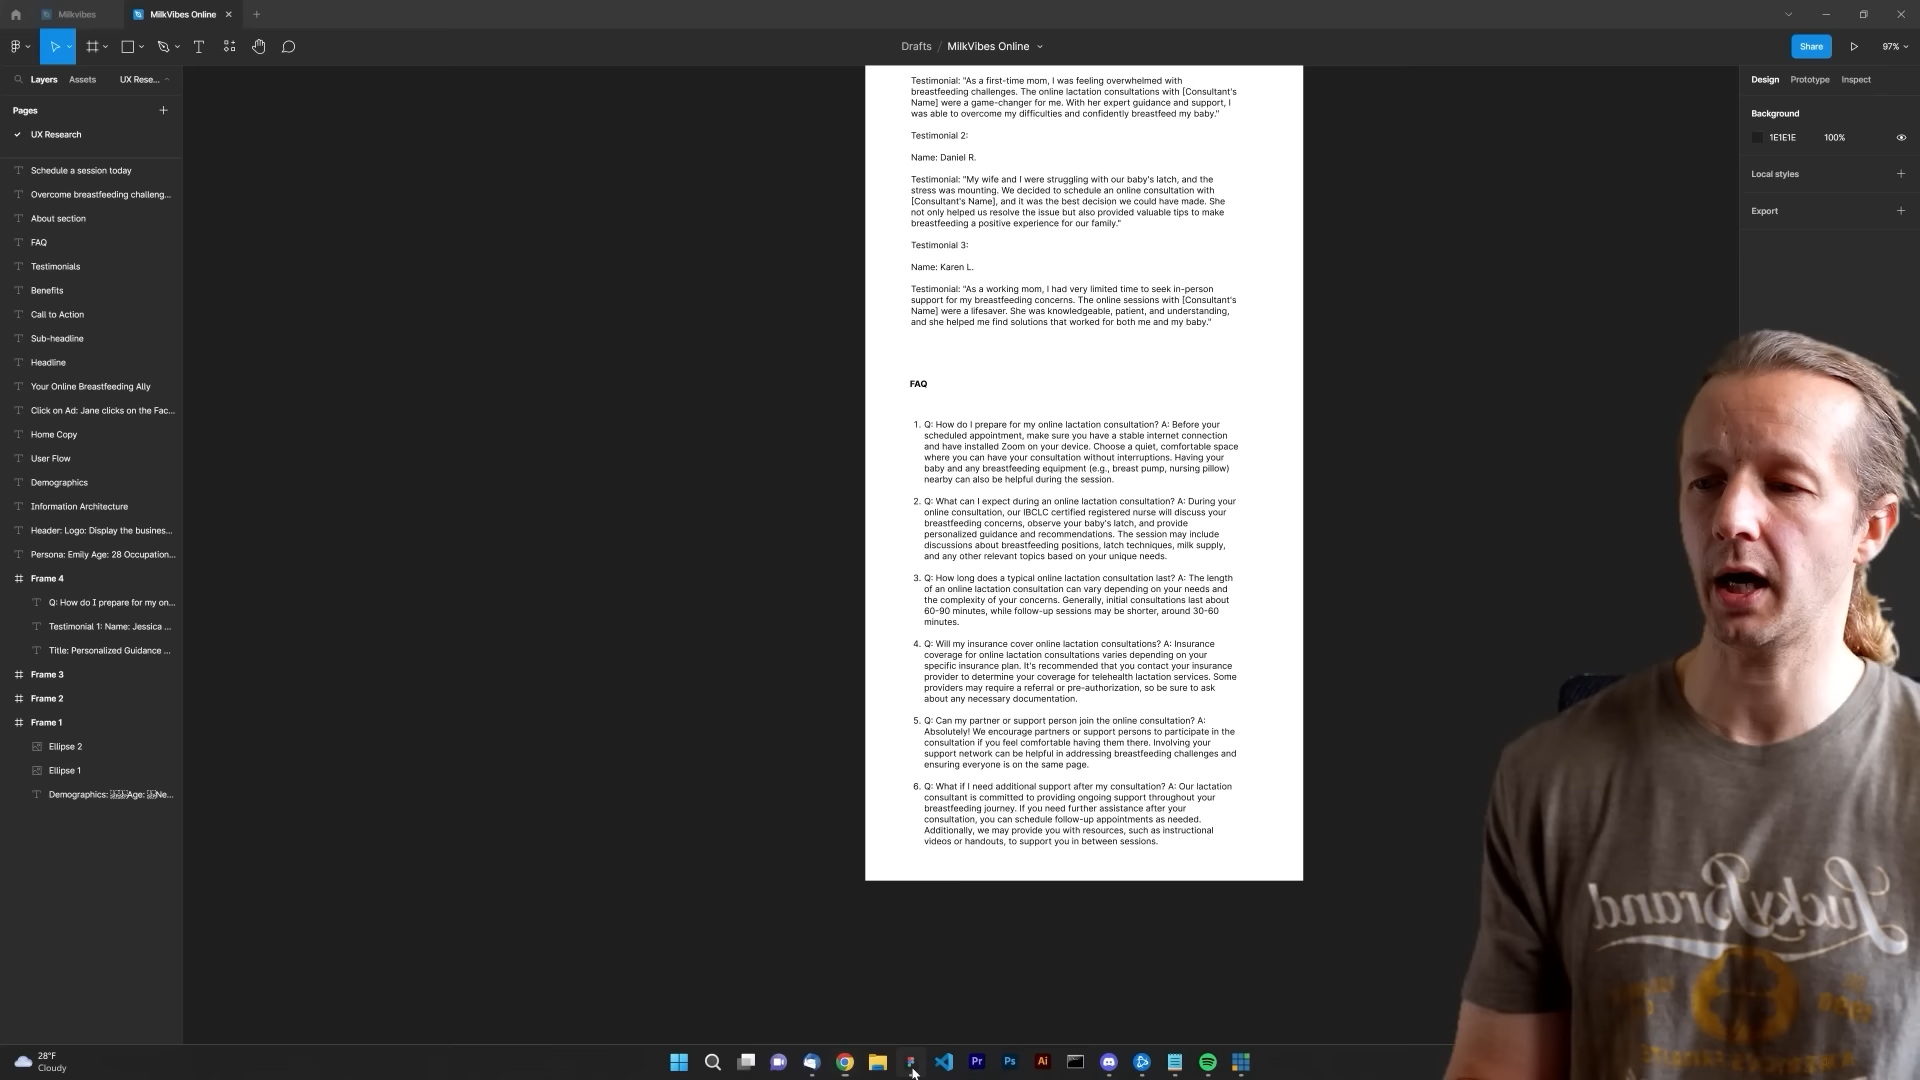 Milkvibes
MilkVibes Online
Drafts / MilkVibes Online
Share
97%
Layers
Assets
UX Rese...
Design
Prototype
Inspect
Pages
UX Research
Background
1E1E1E
100%
Local styles
Export
Schedule a session today
Overcome breastfeeding challeng...
About section
FAQ
Testimonials
Benefits
Call to Action
Sub-headline
Headline
Your Online Breastfeeding Ally
Click on Ad: Jane clicks on the Fac...
Home Copy
User Flow
Demographics
Information Architecture
Header: Logo: Display the busines...
Persona: Emily Age: 28 Occupation...
Frame 4
Q: How do I prepare for my on...
Testimonial 1: Name: Jessica ...
Title: Personalized Guidance ...
Frame 3
Frame 2
Frame 1
Ellipse 2
Ellipse 1
Demographics: Age: Ne...
Testimonial: "As a first-time mom, I was feeling overwhelmed with
breastfeeding challenges. The online lactation consultations with [Consultant's
Name] were a game-changer for me. With her expert guidance and support, I
was able to overcome my difficulties and confidently breastfeed my baby."
Testimonial 2:
Name: Daniel R.
Testimonial: "My wife and I were struggling with our baby's latch, and the
stress was mounting. We decided to schedule an online consultation with
[Consultant's Name], and it was the best decision we could have made. She
not only helped us resolve the issue but also provided valuable tips to make
breastfeeding a positive experience for our family."
Testimonial 3:
Name: Karen L.
Testimonial: "As a working mom, I had very limited time to seek in-person
support for my breastfeeding concerns. The online sessions with [Consultant's
Name] were a lifesaver. She was knowledgeable, patient, and understanding,
and she helped me find solutions that worked for both me and my baby."
FAQ
1. Q: How do I prepare for my online lactation consultation? A: Before your
scheduled appointment, make sure you have a stable internet connection
and have installed Zoom on your device. Choose a quiet, comfortable space
where you can have your consultation without interruptions. Having your
baby and any breastfeeding equipment (e.g., breast pump, nursing pillow)
nearby can also be helpful during the session.
2. Q: What can I expect during an online lactation consultation? A: During your
online consultation, our IBCLC certified registered nurse will discuss your
breastfeeding concerns, observe your baby's latch, and provide
personalized guidance and recommendations. The session may include
discussions about breastfeeding positions, latch techniques, milk supply,
and any other relevant topics based on your unique needs.
3. Q: How long does a typical online lactation consultation last? A: The length
of an online lactation consultation can vary depending on your needs and
the complexity of your concerns. Generally, initial consultations last about
60-90 minutes, while follow-up sessions may be shorter, around 30-60
minutes.
4. Q: Will my insurance cover online lactation consultations? A: Insurance
coverage for online lactation consultations varies depending on your
specific insurance plan. It's recommended that you contact your insurance
provider to determine your coverage for telehealth lactation services. Some
providers may require a referral or pre-authorization, so be sure to ask
about any necessary documentation.
5. Q: Can my partner or support person join the online consultation? A:
Absolutely! We encourage partners or support persons to participate in the
consultation if you feel comfortable having them there. Involving your
support network can be helpful in addressing breastfeeding challenges and
ensuring everyone is on the same page.
6. Q: What if I need additional support after my consultation? A: Our lactation
consultant is committed to providing ongoing support throughout your
breastfeeding journey. If you need further assistance after your
consultation, you can schedule follow-up appointments as needed.
Additionally, we may provide you with resources, such as instructional
videos or handouts, to support you in between sessions.
Lucky Brand
28°F
Cloudy
Pr
Ps
Ai